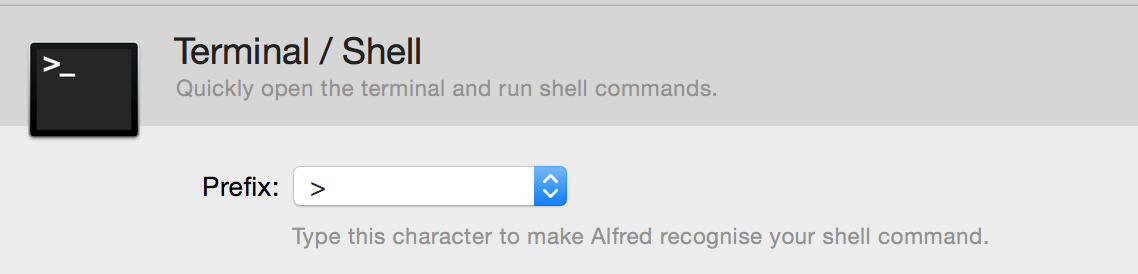 >_
Terminal / Shell
Quickly open the terminal and run shell commands.
Prefix: >
Type this character to make Alfred recognise your shell command.